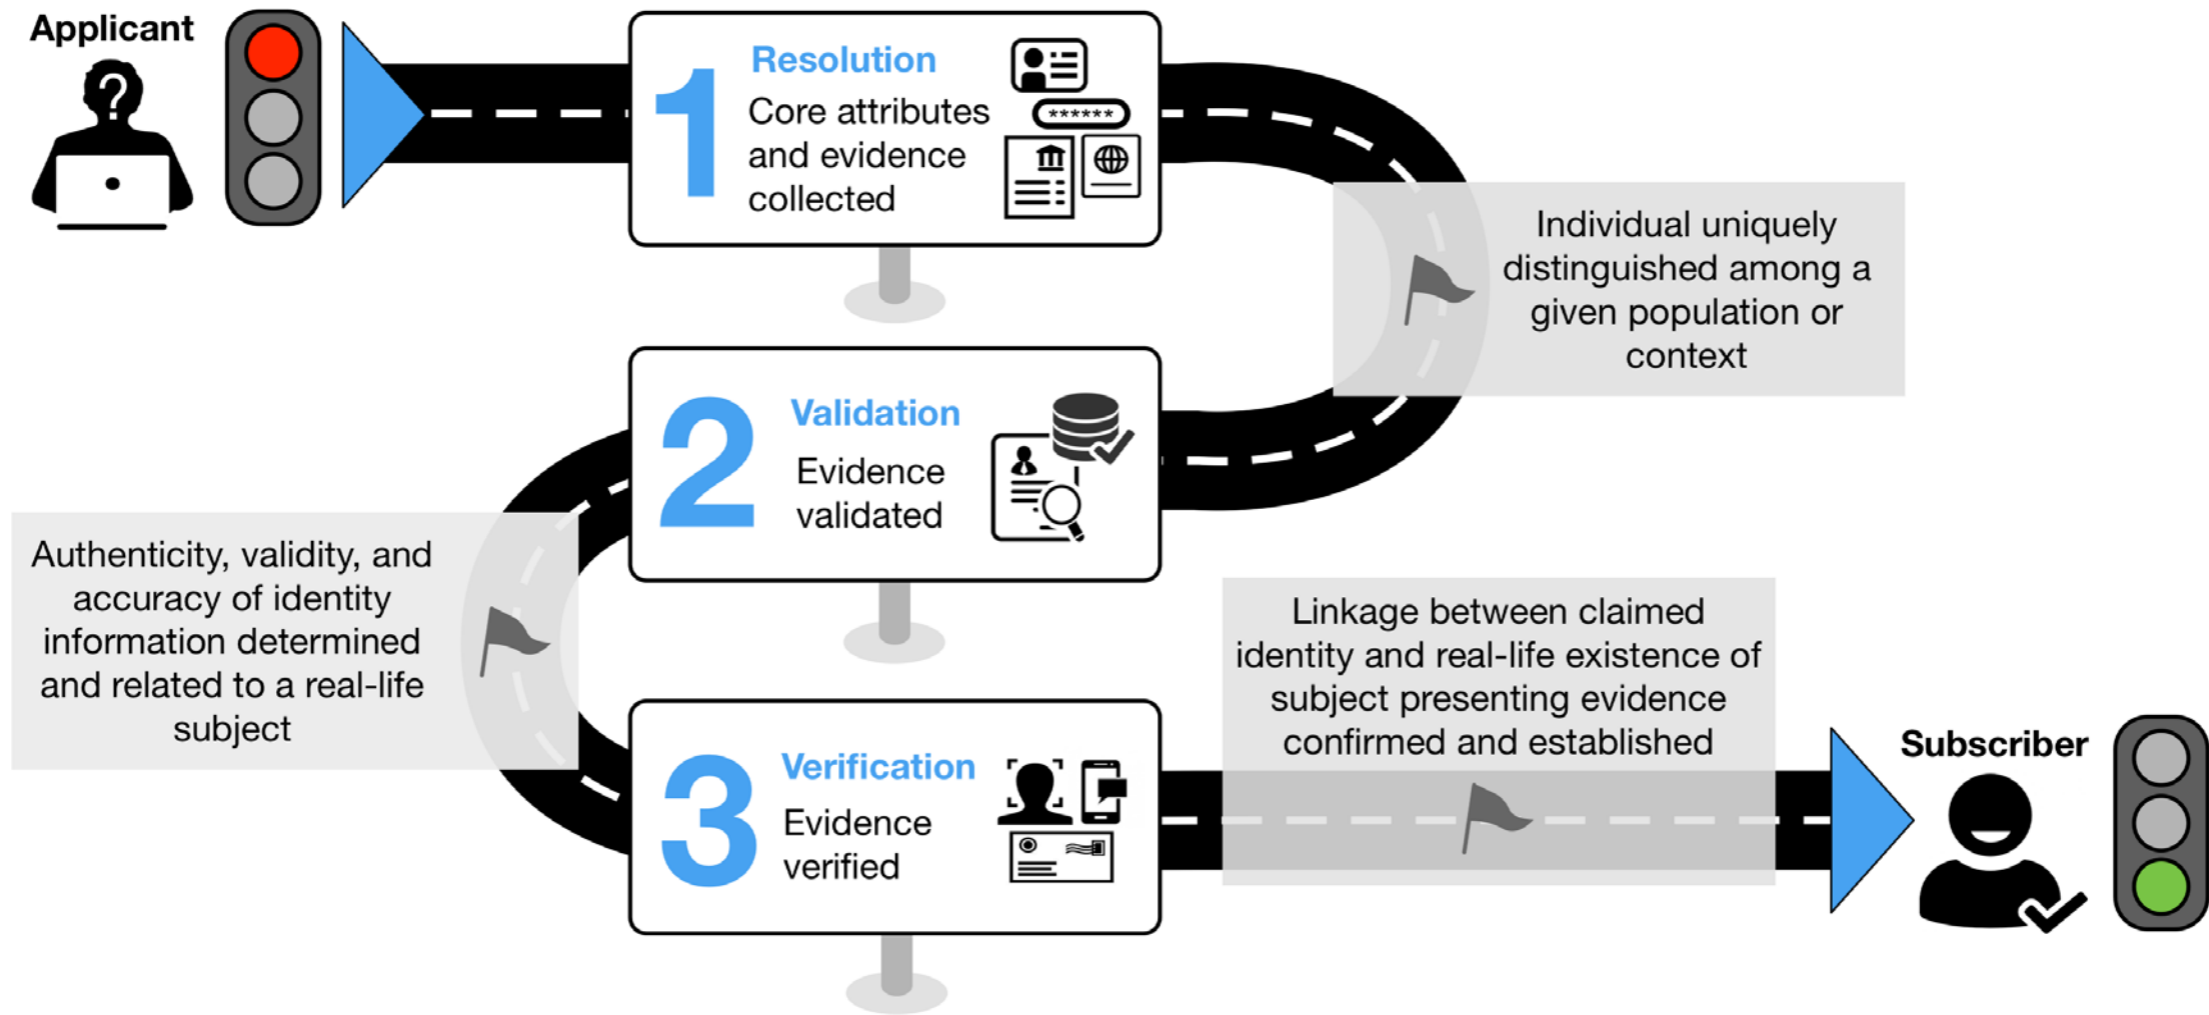 Applicant
?
1
Resolution
Core attributes
and evidence
collected
******
Individual uniquely
distinguished among a
given population or
context
2
Validation
Evidence
validated
Authenticity, validity, and
accuracy of identity
information determined
and related to a real-life
subject
3
Verification
Evidence
verified
Linkage between claimed
identity and real-life existence of
subject presenting evidence
confirmed and established
Subscriber